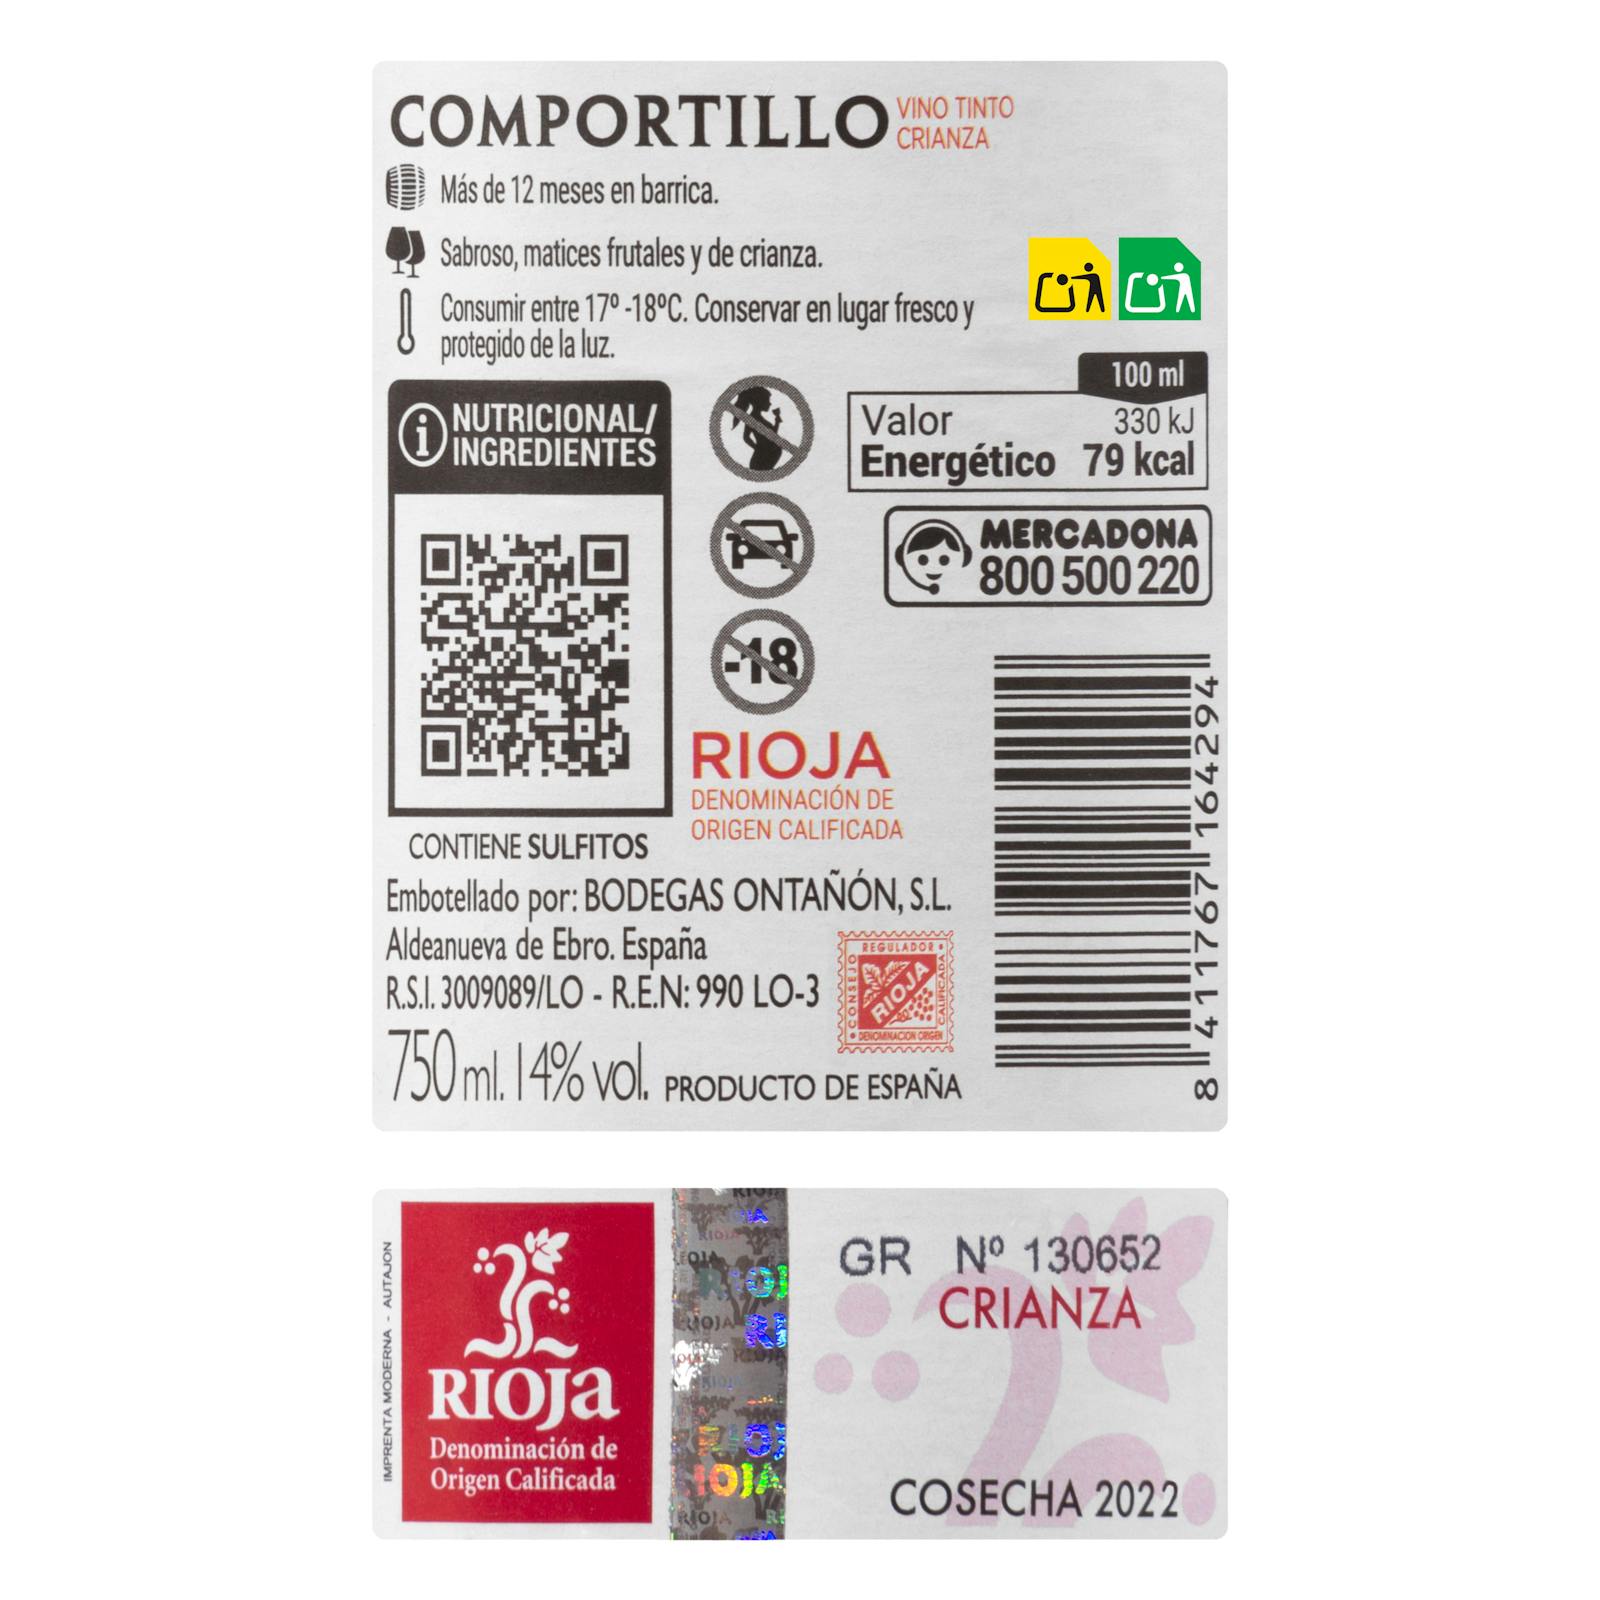 COMPORTILLO VINO TINTO
CRIANZA
Más de 12 meses en barrica.
Sabroso, matices frutales y de crianza.
Consumir entre 17º -18ºC. Conservar en lugar fresco y
protegido de la luz.
NUTRICIONAL/
INGREDIENTES
100 ml
Valor 330 kJ
Energético 79 kcal
MERCADONA
800 500 220
-18
RIOJA
DENOMINACIÓN DE
ORIGEN CALIFICADA
CONTIENE SULFITOS
Embotellado por: BODEGAS ONTAÑÓN, S.L.
Aldeanueva de Ebro. España
R.S.I. 3009089/LO - R.E.N: 990 LO-3
CONSEJO
REGULADOR
RIOJA
DENOMINACION ORIGEN
CALIFICADA
750 ml. 14% vol. PRODUCTO DE ESPAÑA
8 411767 164294
IMPRENTA MODERNA - AUTAJON
RIOJa
Denominación de
Origen Calificada
RIOJA
GR Nº 130652
CRIANZA
COSECHA 2022